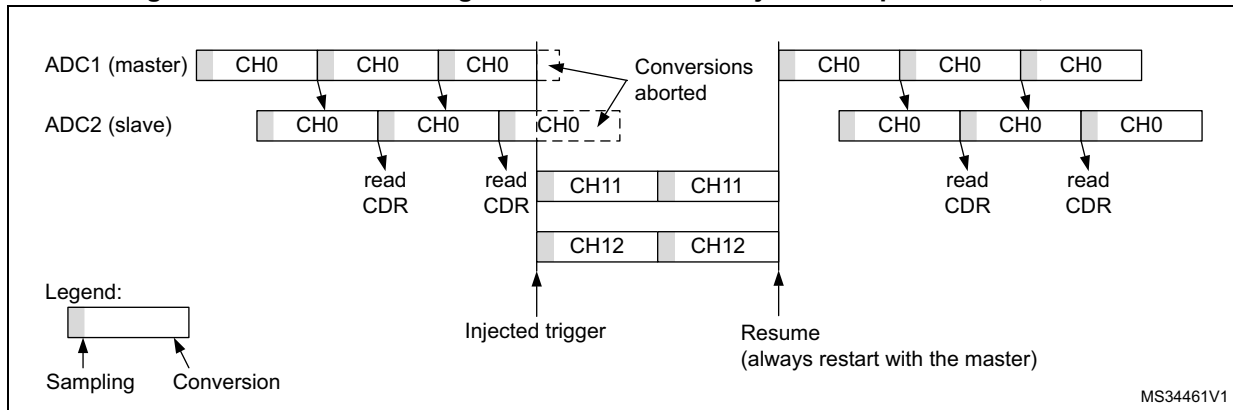 ADC1 (master) CH0 CH0 CH0 Conversions aborted CH0 CH0 CH0
ADC2 (slave) CH0 CH0 CH0 CH0 CH0 CH0
read CDR read CDR read CDR read CDR
CH11 CH11
CH12 CH12
Legend:
Sampling Conversion
Injected trigger
Resume
(always restart with the master)
MS34461V1